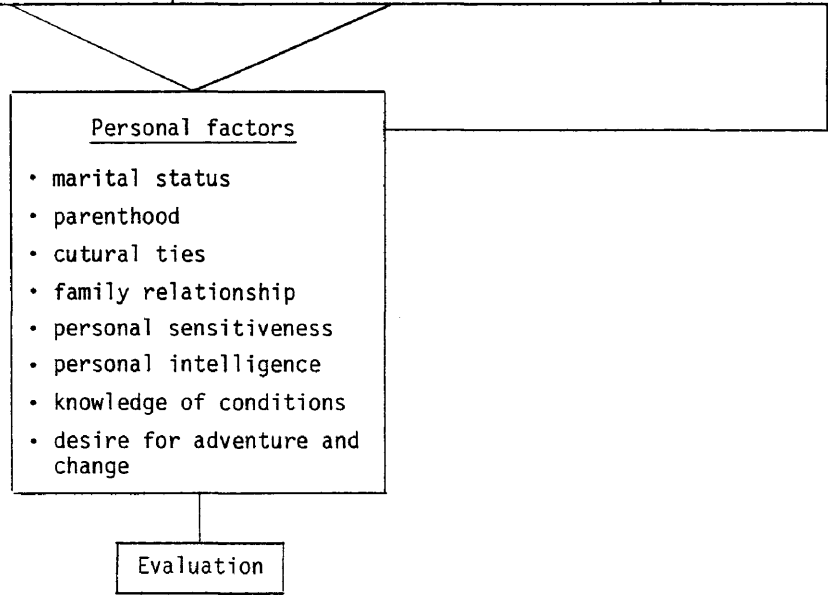 Personal factors
• marital status
• parenthood
• cutural ties
• family relationship
• personal sensitiveness
• personal intelligence
• knowledge of conditions
• desire for adventure and
change
Evaluation